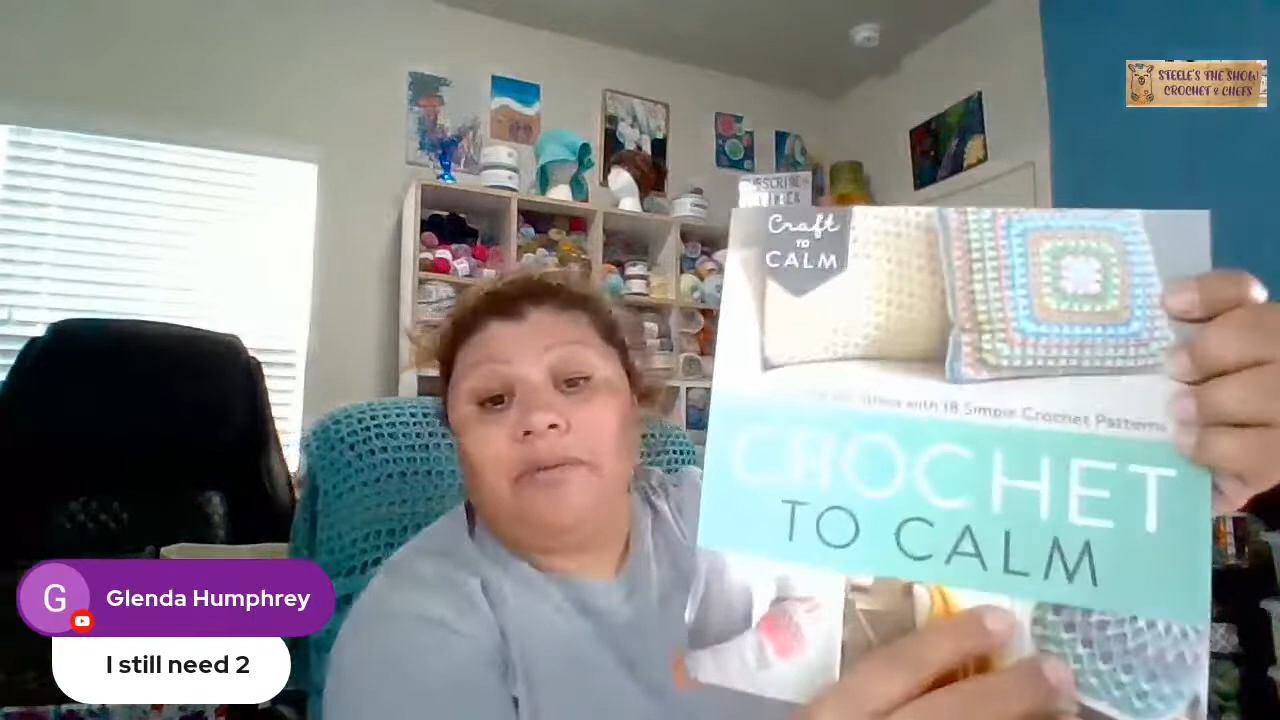 STEELE'S THE SHOW
CROCHET & CHEFS
Craft
TO
CALM
with 18 Simple Crochet Patterns
CROCHET
TO CALM
Glenda Humphrey
I still need 2